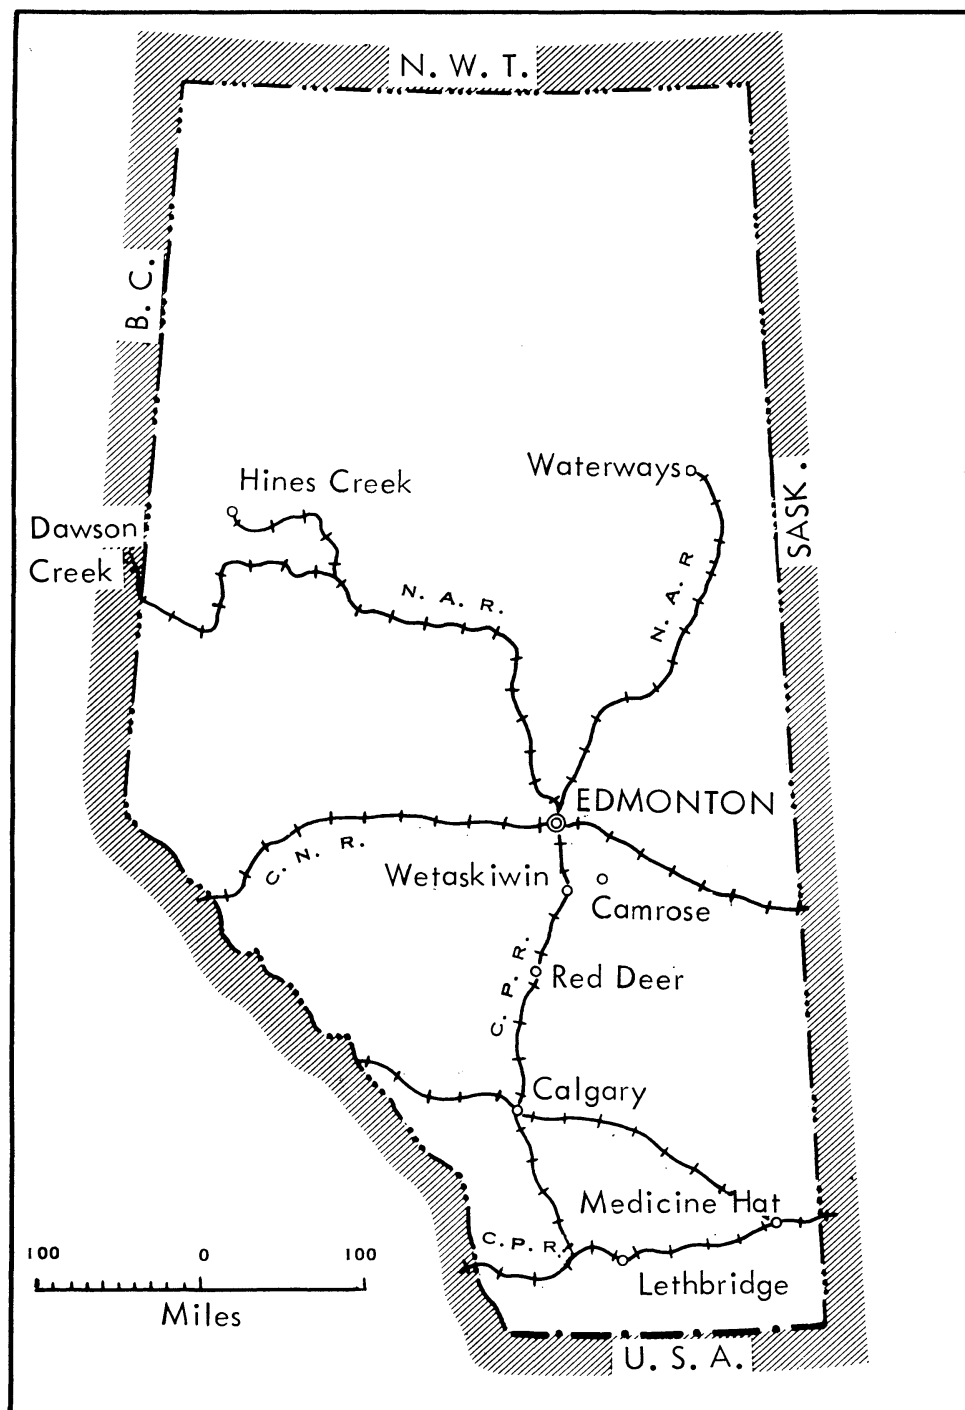 N. W. T.
B. C.
Waterways
Hines Creek
SASK.
Dawson
Creek
N. A. R.
N. A. R
EDMONTON
C. N. R.
Wetaskiwin
Camrose
C. P. R.
Red Deer
Calgary
Medicine Hat
C. P. R.
100 0 100
Lethbridge
Miles
U. S. A.